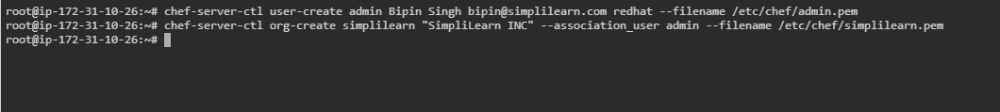 root@ip-172-31-10-26:~# chef-server-ctl user-create admin Bipin Singh bipin@simplilearn.com redhat --filename /etc/chef/admin.pem
root@ip-172-31-10-26:~# chef-server-ctl org-create simplilearn "SimpliLearn INC" --association_user admin --filename /etc/chef/simplilearn.pem
root@ip-172-31-10-26:~#